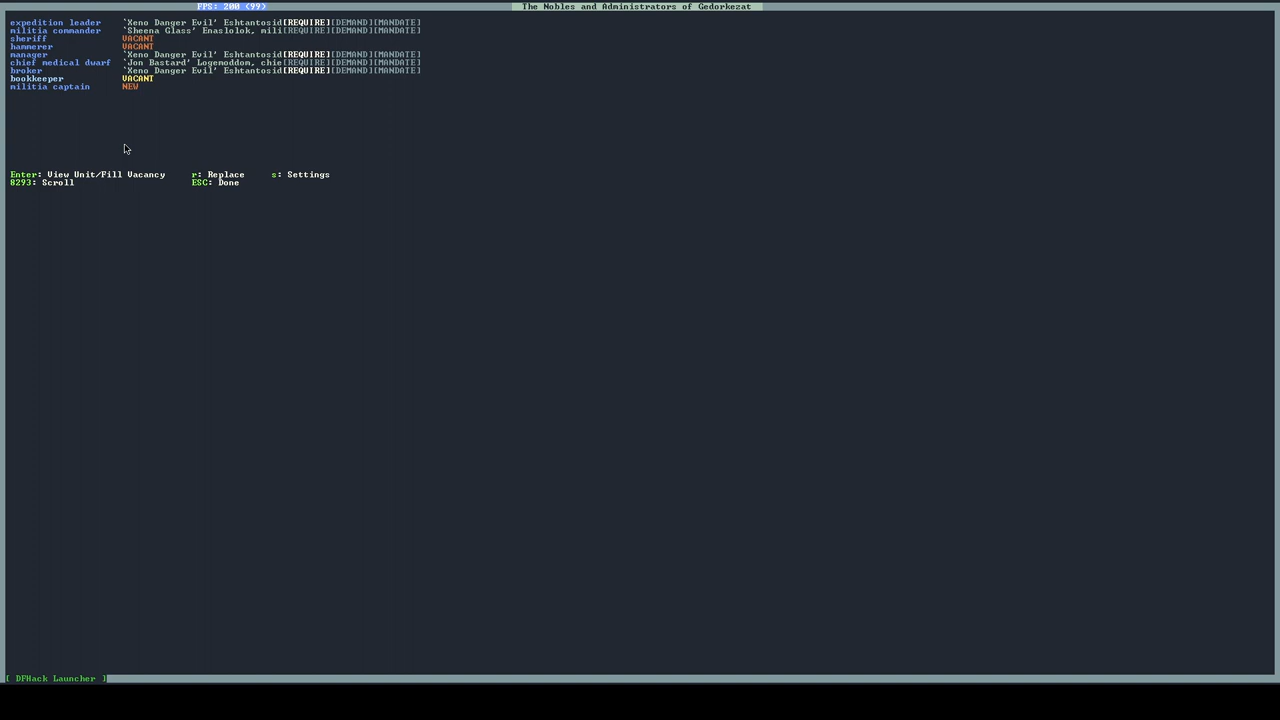 FPS: 200 (99)
The Nobles and Administrators of Gedorkezat
expedition leader `Xeno Danger Evil' Eshtantosid[REQUIRE][DEMAND][MANDATE]
militia commander `Sheena Glass' Enaslolok, mili[REQUIRE][DEMAND][MANDATE]
sheriff VACANT
hammerer VACANT
manager `Xeno Danger Evil' Eshtantosid[REQUIRE][DEMAND][MANDATE]
chief medical dwarf `Jon Bastard' Logemoddom, chie[REQUIRE][DEMAND][MANDATE]
broker `Xeno Danger Evil' Eshtantosid[REQUIRE][DEMAND][MANDATE]
bookkeeper VACANT
militia captain NEW
Enter: View Unit/Fill Vacancy r: Replace s: Settings
8293: Scroll ESC: Done
[ DFHack Launcher ]